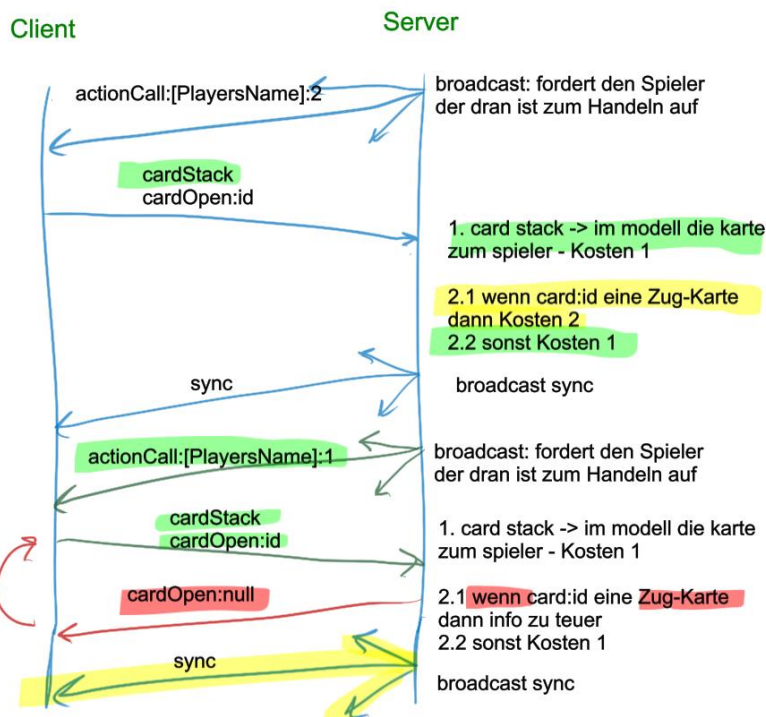 Client
Server
actionCall:[PlayersName]:2
broadcast: fordert den Spieler
der dran ist zum Handeln auf
cardStack
cardOpen:id
1. card stack -> im modell die karte
zum spieler - Kosten 1
2.1 wenn card:id eine Zug-Karte
dann Kosten 2
2.2 sonst Kosten 1
sync
broadcast sync
actionCall:[PlayersName]:1
broadcast: fordert den Spieler
der dran ist zum Handeln auf
cardStack
cardOpen:id
1. card stack -> im modell die karte
zum spieler - Kosten 1
cardOpen:null
2.1 wenn card:id eine Zug-Karte
dann info zu teuer
2.2 sonst Kosten 1
sync
broadcast sync